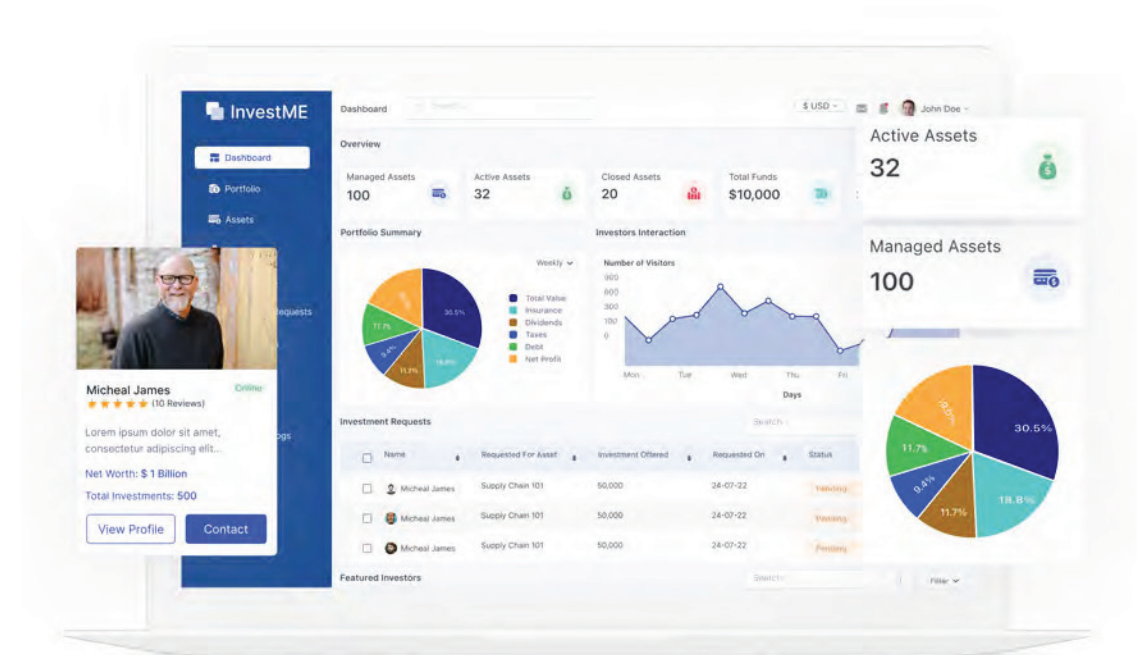 InvestME
Dashboard
$ USD
John Doe
Dashboard
Portfolio
Assets
equests
ogs
Overview
Managed Assets
100
Active Assets
32
Closed Assets
20
Total Funds
$10,000
Active Assets
32
Managed Assets
100
Portfolio Summary
Weekly
30.5%
18.8%
11.7%
9.4%
11.7%
Total Value
Insurance
Dividends
Taxes
Debt
Net Profit
Investors Interaction
Number of Visitors
900
600
300
100
0
Mon Tue Wed Thu Fri
Days
Micheal James
Online
(10 Reviews)
Lorem ipsum dolor sit amet,
consectetur adipiscing elit...
Net Worth: $ 1 Billion
Total Investments: 500
View Profile
Contact
Investment Requests
Search
Name Requested For Asset Investment Offered Requested On Status
Micheal James Supply Chain 101 50,000 24-07-22 Pending
Micheal James Supply Chain 101 50,000 24-07-22 Pending
Micheal James Supply Chain 101 50,000 24-07-22 Pending
Featured Investors
Search
Filter
30.5%
18.8%
11.7%
9.4%
11.7%